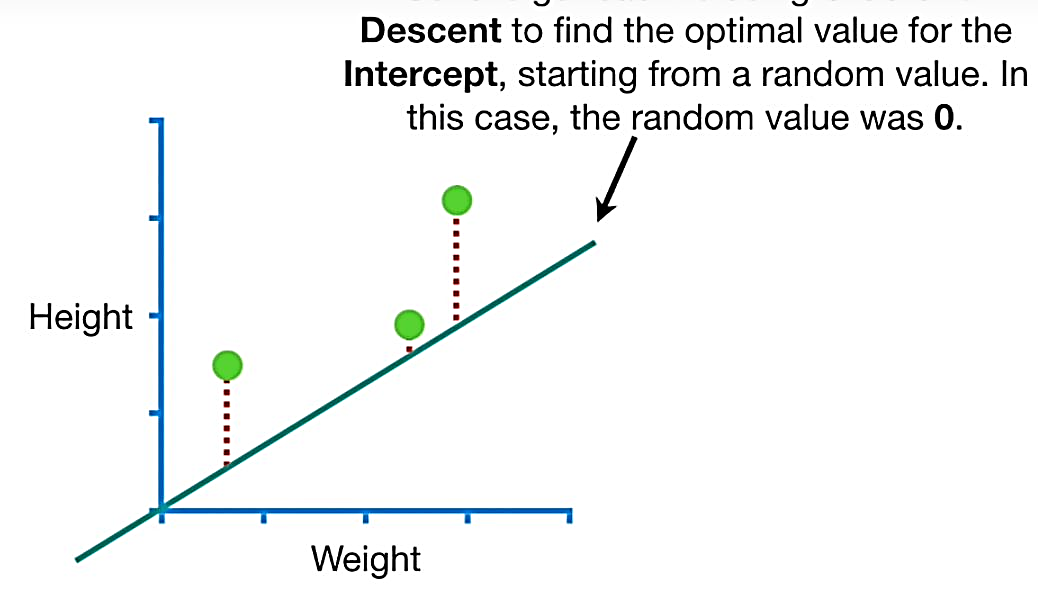 Descent to find the optimal value for the
Intercept, starting from a random value. In
this case, the random value was 0.
Height
Weight